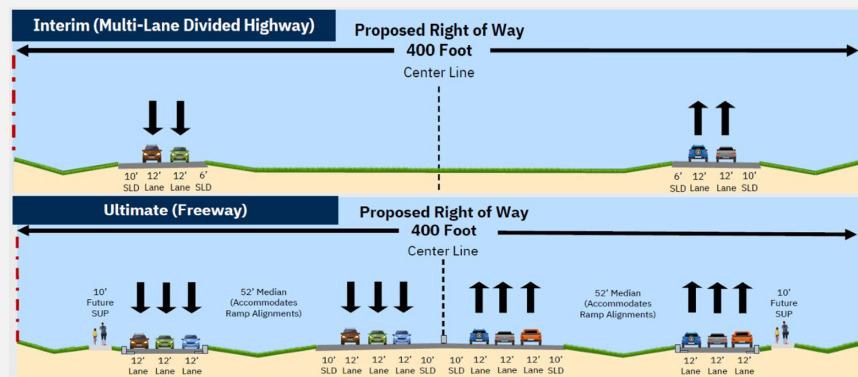 Interim (Multi-Lane Divided Highway)
Proposed Right of Way
400 Foot
Center Line
10' 12' 12' 6'
SLD Lane Lane SLD
6' 12' 12' 10'
SLD Lane Lane SLD
Ultimate (Freeway)
Proposed Right of Way
400 Foot
Center Line
10'
Future
SUP
52' Median
(Accommodates
Ramp Alignments)
52' Median
(Accommodates
Ramp Alignments)
10'
Future
SUP
12' 12' 12'
Lane Lane Lane
10' 12' 12' 12' 10'
SLD Lane Lane Lane SLD
10' 12' 12' 12' 10'
SLD Lane Lane Lane SLD
12' 12' 12'
Lane Lane Lane